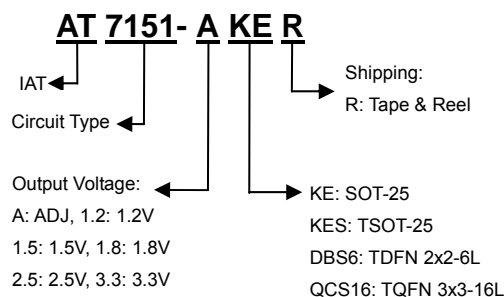 AT 7151- A KE R
IAT
Circuit Type
Shipping:
R: Tape & Reel
Output Voltage:
A: ADJ, 1.2: 1.2V
1.5: 1.5V, 1.8: 1.8V
2.5: 2.5V, 3.3: 3.3V
KE: SOT-25
KES: TSOT-25
DBS6: TDFN 2x2-6L
QCS16: TQFN 3x3-16L